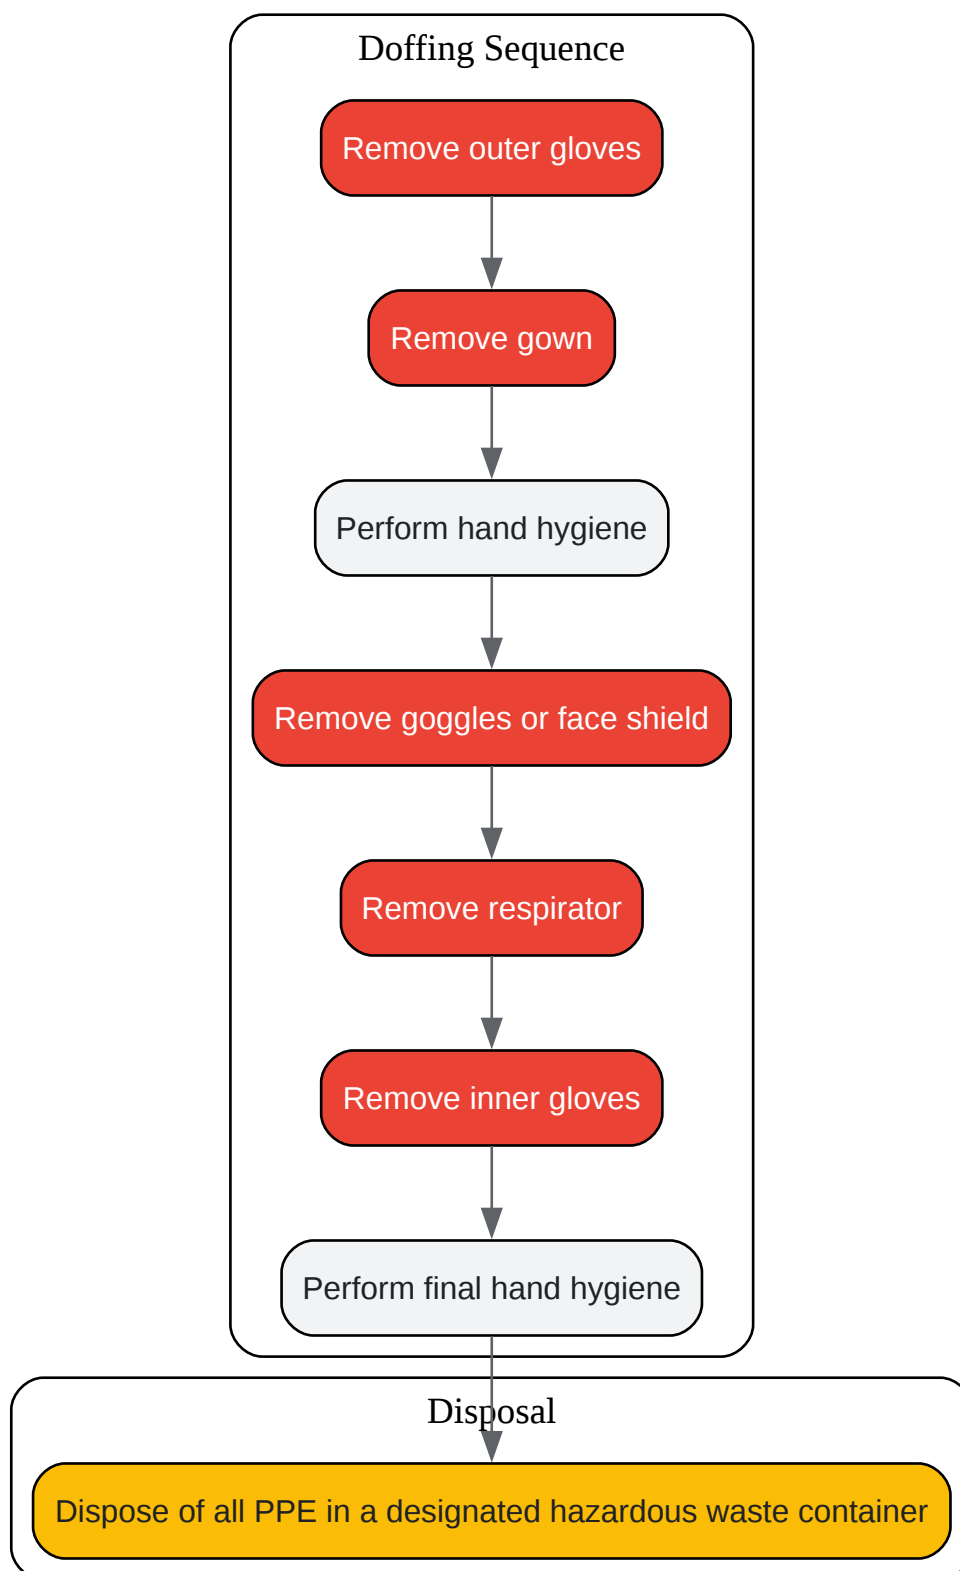 Doffing Sequence
Remove outer gloves
Remove gown
Perform hand hygiene
Remove goggles or face shield
Remove respirator
Remove inner gloves
Perform final hand hygiene
Disposal
Dispose of all PPE in a designated hazardous waste container